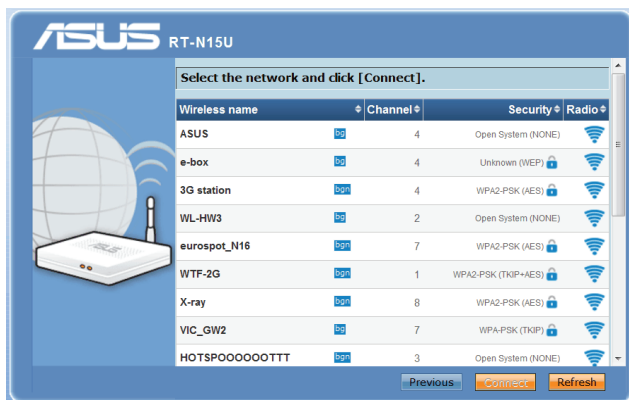 ASUS RT-N15U
Select the network and click [Connect].
Wireless name Channel Security Radio
ASUS bg 4 Open System (NONE)
e-box bg 4 Unknown (WEP)
3G station bgn 4 WPA2-PSK (AES)
WL-HW3 bg 2 Open System (NONE)
eurospot_N16 bgn 7 WPA2-PSK (AES)
WTF-2G bgn 1 WPA2-PSK (TKIP+AES)
X-ray bgn 8 WPA2-PSK (AES)
VIC_GW2 bg 7 WPA-PSK (TKIP)
HOTSPOOOOOOTTT bgn 3 Open System (NONE)
Previous Connect Refresh